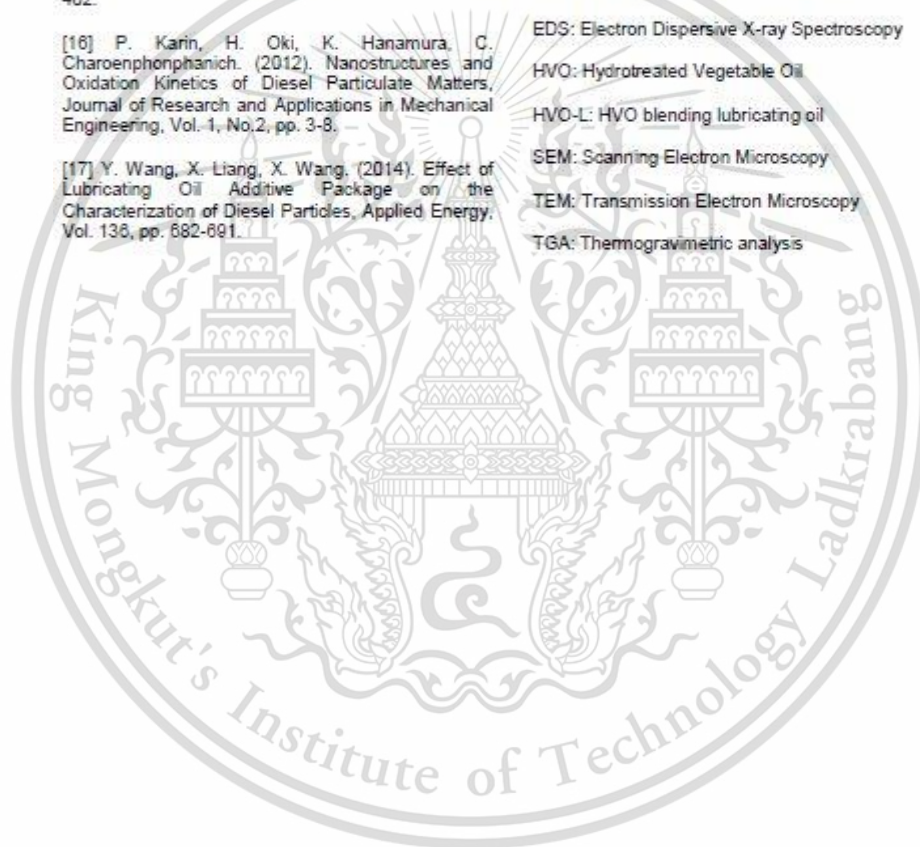 402.
[16] P. Karin, H. Oki, K. Hanamura, C.
Charoenphonphanich. (2012). Nanostructures and
Oxidation Kinetics of Diesel Particulate Matters,
Journal of Research and Applications in Mechanical
Engineering, Vol. 1, No.2, pp. 3-8.
[17] Y. Wang, X. Liang, X. Wang. (2014). Effect of
Lubricating Oil Additive Package on the
Characterization of Diesel Particles, Applied Energy,
Vol. 136, pp. 682-691.
EDS: Electron Dispersive X-ray Spectroscopy
HVO: Hydrotreated Vegetable Oil
HVO-L: HVO blending lubricating oil
SEM: Scanning Electron Microscopy
TEM: Transmission Electron Microscopy
TGA: Thermogravimetric analysis
King Mongkut's Institute of Technology Ladkrabang